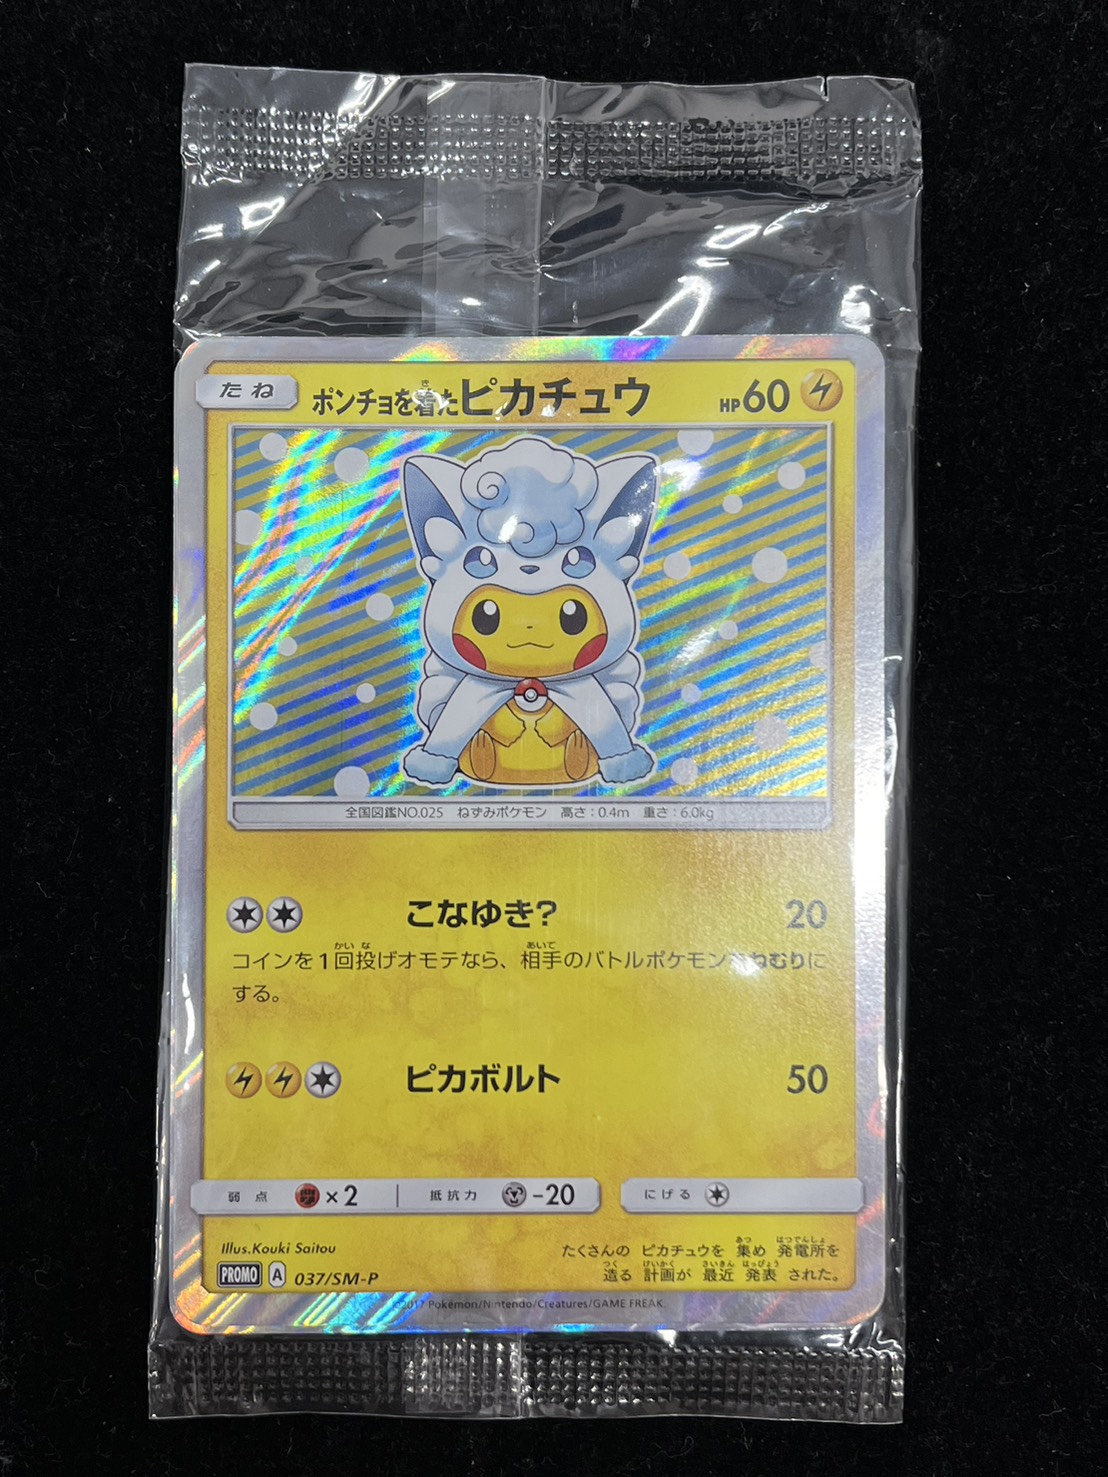 たね ポンチョを着たピカチュウ HP60
全国図鑑NO.025 ねずみポケモン 高さ:0.4m 重さ:6.0kg
こなゆき? 20
コインを1回投げオモテなら、相手のバトルポケモンをねむりに
する。
ピカボルト 50
弱点 ×2 抵抗力 -20 にげる
Illus.Kouki Saitou
たくさんの ピカチュウを 集め 発電所を
造る 計画が 最近 発表 された。
PROMO A 037/SM-P
©2017 Pokémon/Nintendo/Creatures/GAME FREAK.